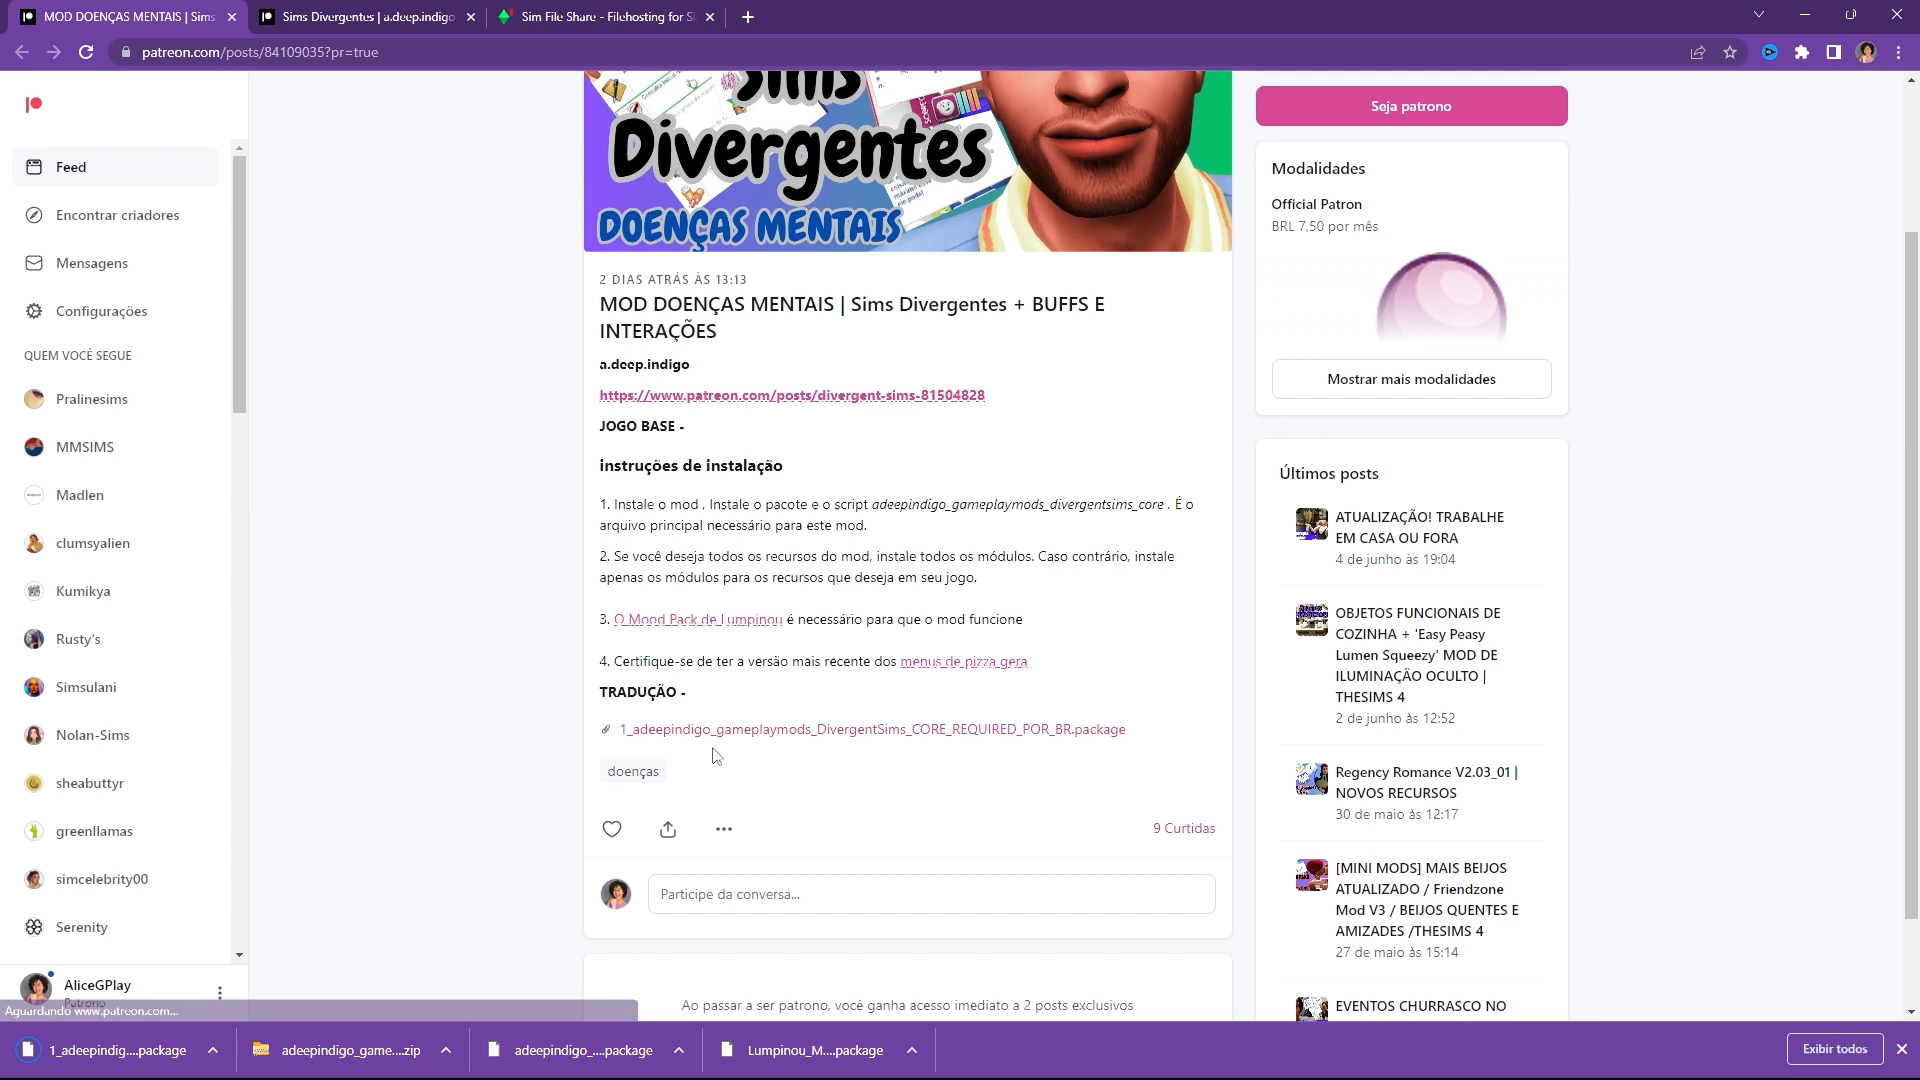 MOD DOENÇAS MENTAIS | Sims
Sims Divergentes | a.deep.indigo
Sim File Share - Filehosting for Si
patreon.com/posts/84109035?pr=true
Feed
Encontrar criadores
Mensagens
Configurações
QUEM VOCÊ SEGUE
Pralinesims
MMSIMS
Madlen
clumsyalien
Kumikya
Rusty's
Simsulani
Nolan-Sims
sheabuttyr
greenllamas
simcelebrity00
Serenity
AliceGPlay
Patrono
Aguardando www.patreon.com...
Sims
Divergentes
DOENÇAS MENTAIS
2 DIAS ATRÁS ÀS 13:13
MOD DOENÇAS MENTAIS | Sims Divergentes + BUFFS E
INTERAÇÕES
a.deep.indigo
https://www.patreon.com/posts/divergent-sims-81504828
JOGO BASE -
instruções de instalação
1. Instale o mod , Instale o pacote e o script adeepindigo_gameplaymods_divergentsims_core . É o
arquivo principal necessário para este mod.
2. Se você deseja todos os recursos do mod, instale todos os módulos. Caso contrário, instale
apenas os módulos para os recursos que deseja em seu jogo.
3. O Mood Pack de Lumpinou é necessário para que o mod funcione
4. Certifique-se de ter a versão mais recente dos menus de pizza gera
TRADUÇÃO -
1_adeepindigo_gameplaymods_DivergentSims_CORE_REQUIRED_POR_BR.package
doenças
9 Curtidas
Participe da conversa...
Ao passar a ser patrono, você ganha acesso imediato a 2 posts exclusivos
Seja patrono
Modalidades
Official Patron
BRL 7,50 por mês
Mostrar mais modalidades
Últimos posts
ATUALIZAÇÃO! TRABALHE
EM CASA OU FORA
4 de junho às 19:04
OBJETOS FUNCIONAIS DE
COZINHA + 'Easy Peasy
Lumen Squeezy' MOD DE
ILUMINAÇÃO OCULTO |
THESIMS 4
2 de junho às 12:52
Regency Romance V2.03_01 |
NOVOS RECURSOS
30 de maio às 12:17
[MINI MODS] MAIS BEIJOS
ATUALIZADO / Friendzone
Mod V3 / BEIJOS QUENTES E
AMIZADES /THESIMS 4
27 de maio às 15:14
EVENTOS CHURRASCO NO
1_adeepindig....package
adeepindigo_game....zip
adeepindigo_....package
Lumpinou_M....package
Exibir todos